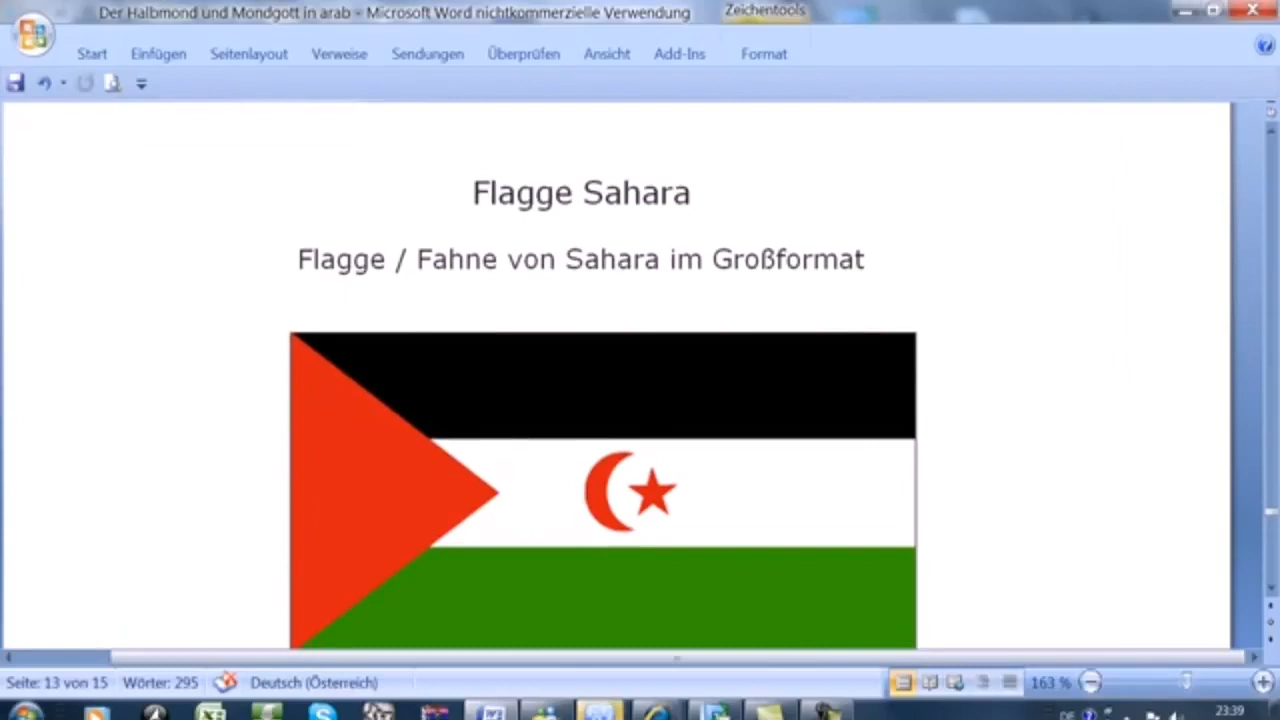 Der Halbmond und Mondgott in arab - Microsoft Word nichtkommerzielle Verwendung
Zeichentools
Start Einfügen Seitenlayout Verweise Sendungen Überprüfen Ansicht Add-Ins Format
Flagge Sahara
Flagge / Fahne von Sahara im Großformat
Seite: 13 von 15 Wörter: 295 Deutsch (Österreich) 163 %
DE 23:39